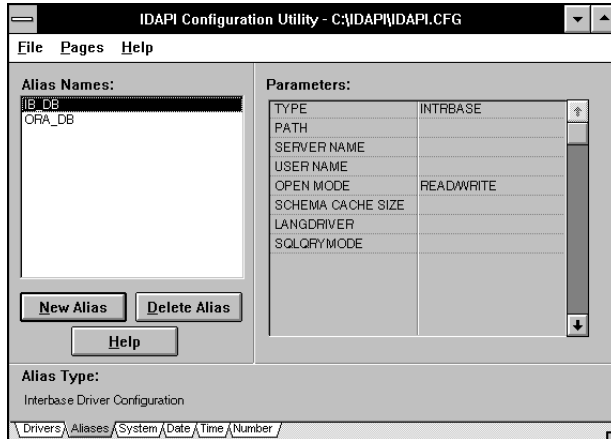 IDAPI Configuration Utility - C:\IDAPI\IDAPI.CFG
File Pages Help
Alias Names:
IB_DB
ORA_DB
New Alias Delete Alias
Help
Parameters:
TYPE INTRBASE
PATH
SERVER NAME
USER NAME
OPEN MODE READ/WRITE
SCHEMA CACHE SIZE
LANGDRIVER
SQLQRYMODE
Alias Type:
Interbase Driver Configuration
Drivers Aliases System Date Time Number